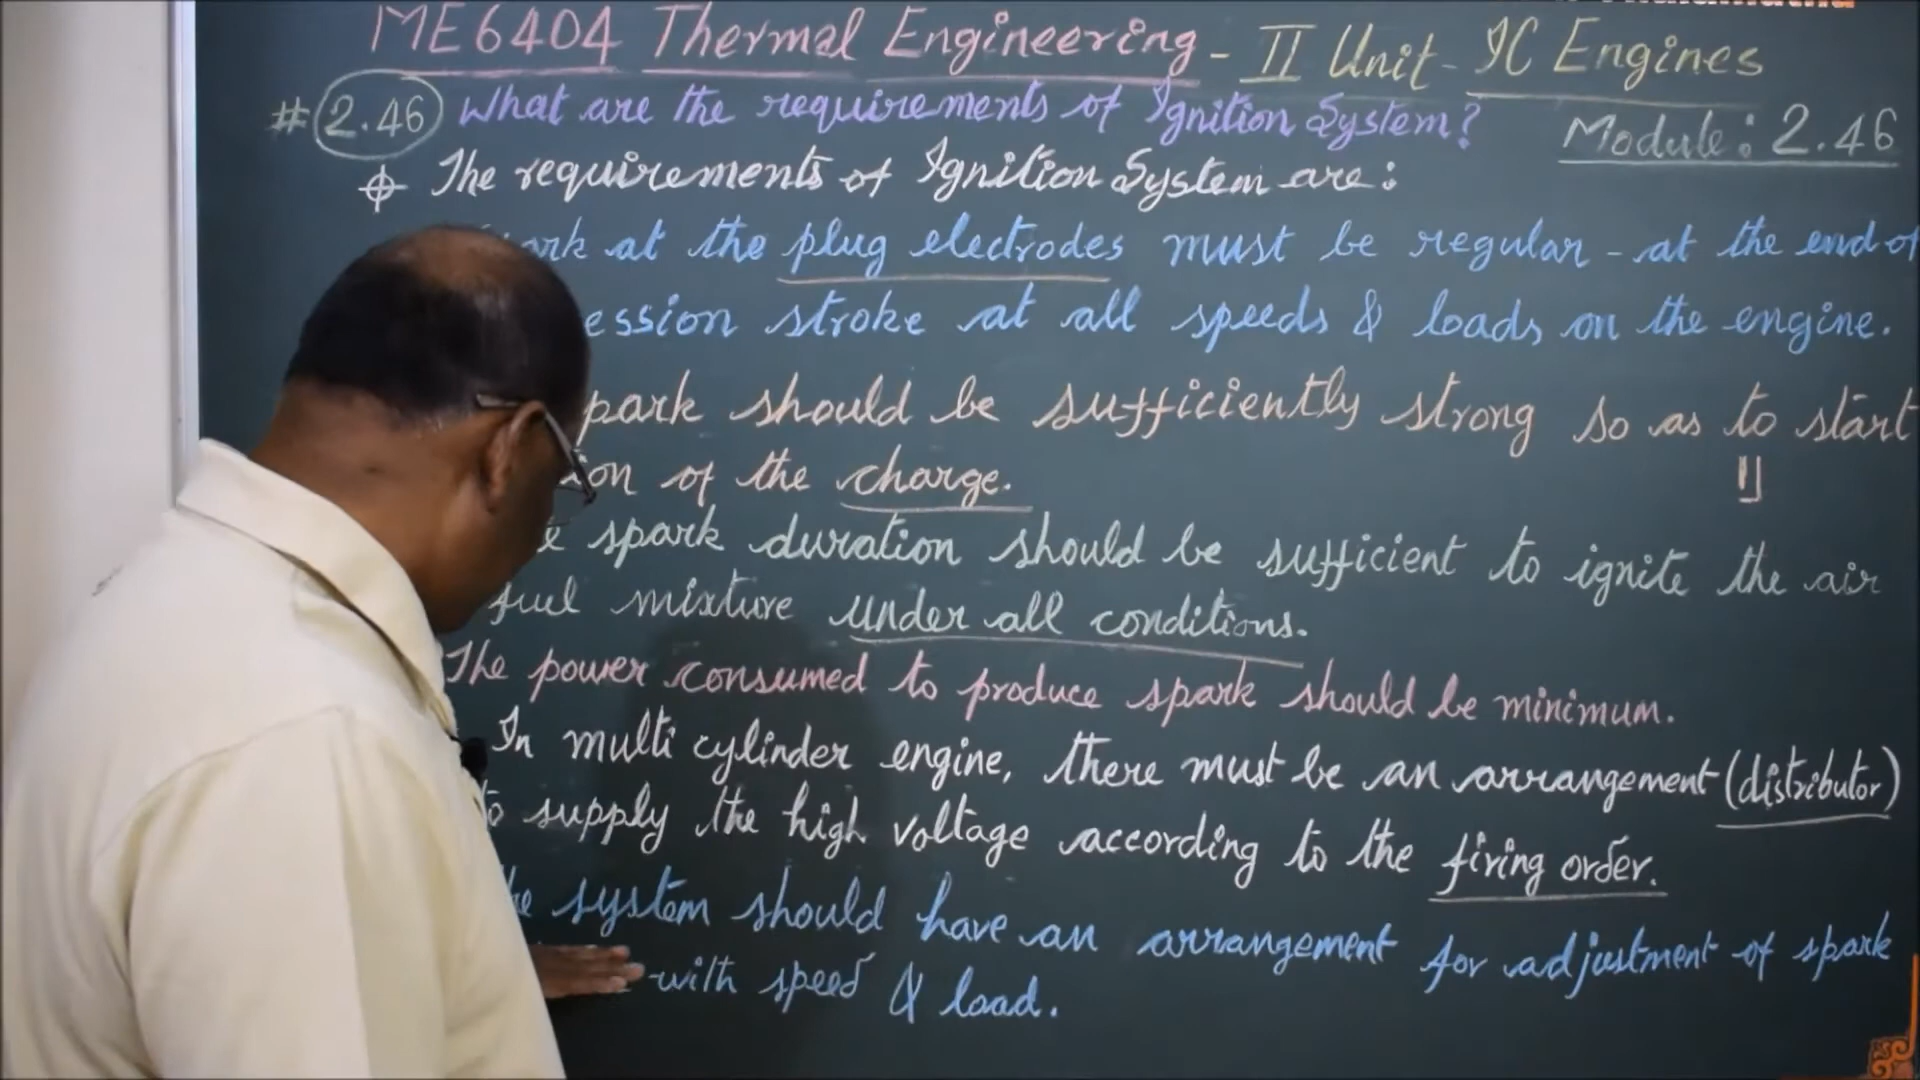 ME6404 Thermal Engineering - II Unit - IC Engines
# 2.46 What are the requirements of Ignition System?
Module: 2.46
The requirements of Ignition System are:
at the plug electrodes must be regular - at the end of
stroke at all speeds & loads on the engine.
should be sufficiently strong so as to start
of the charge.
spark duration should be sufficient to ignite the air
fuel mixture under all conditions.
The power consumed to produce spark should be minimum.
In multi cylinder engine, there must be an arrangement (distributor)
to supply the high voltage according to the firing order.
system should have an arrangement for adjustment of spark
with speed & load.